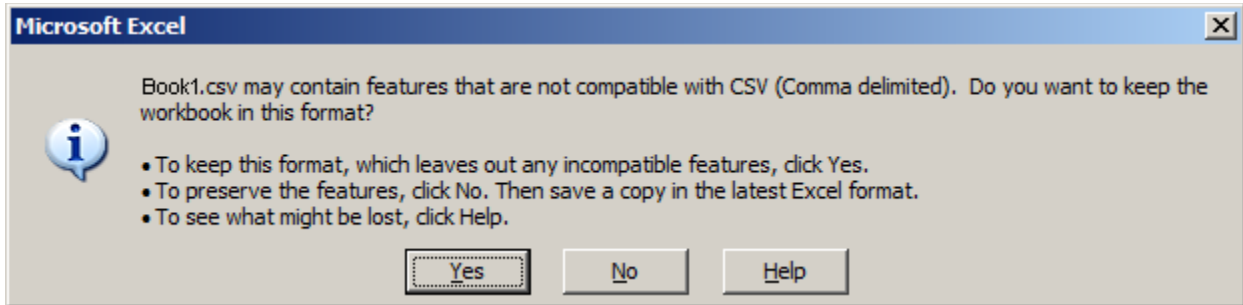 Microsoft Excel
Book1.csv may contain features that are not compatible with CSV (Comma delimited).  Do you want to keep the
workbook in this format?
• To keep this format, which leaves out any incompatible features, click Yes.
• To preserve the features, click No. Then save a copy in the latest Excel format.
• To see what might be lost, click Help.
Yes No Help